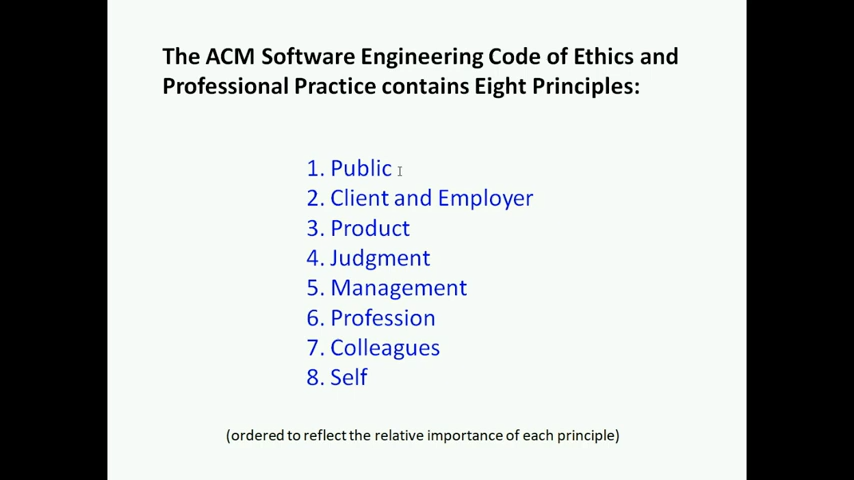 The ACM Software Engineering Code of Ethics and
Professional Practice contains Eight Principles:
1. Public
2. Client and Employer
3. Product
4. Judgment
5. Management
6. Profession
7. Colleagues
8. Self
(ordered to reflect the relative importance of each principle)